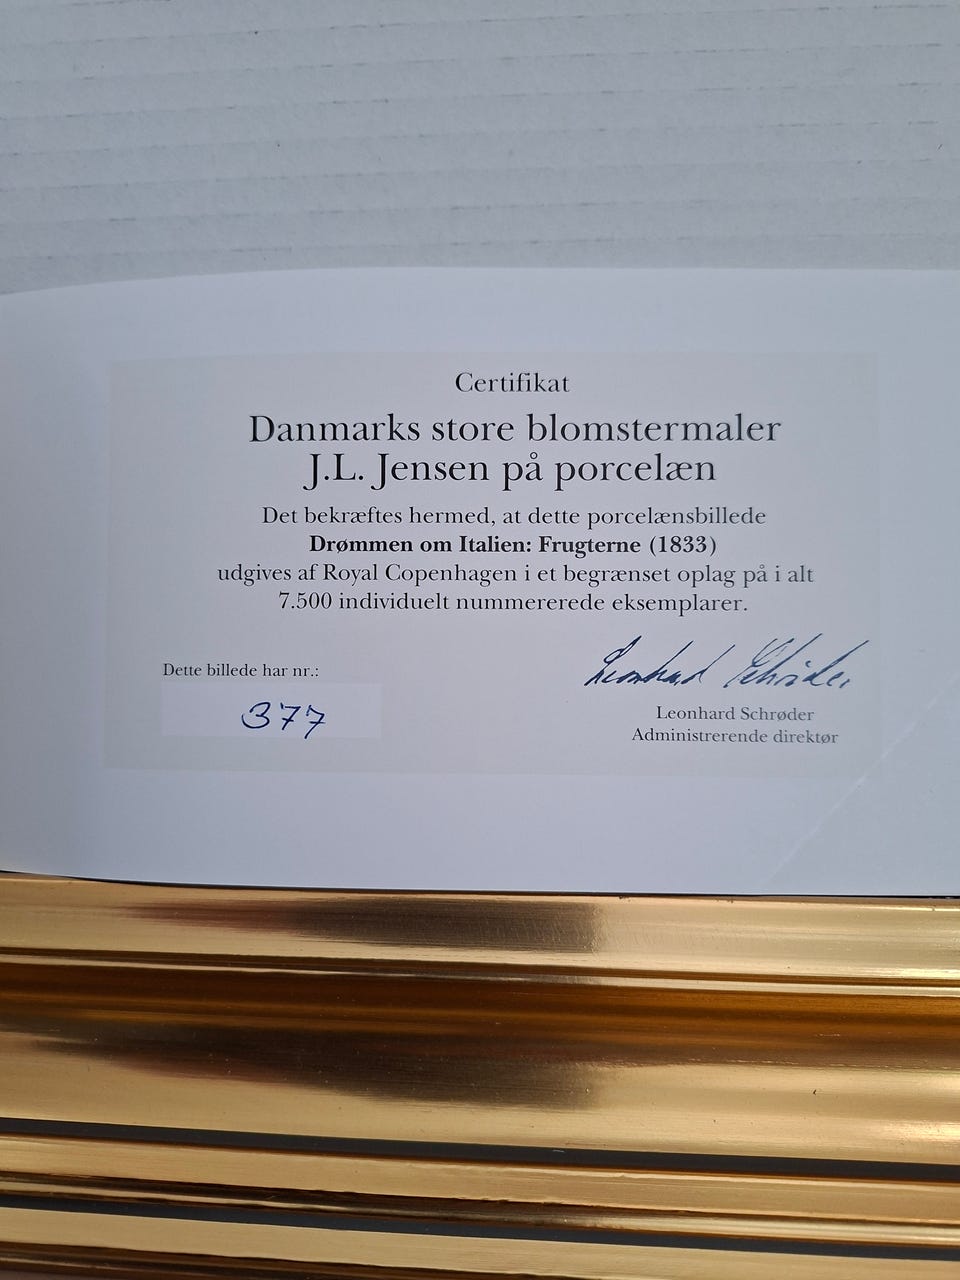 Certifikat
Danmarks store blomstermaler
J.L. Jensen på porcelæn
Det bekræftes hermed, at dette porcelænsbillede
Drømmen om Italien: Frugterne (1833)
udgives af Royal Copenhagen i et begrænset oplag på i alt
7.500 individuelt nummererede eksemplarer.
Dette billede har nr.:
377
Leonhard Schrøder
Leonhard Schrøder
Administrerende direktør